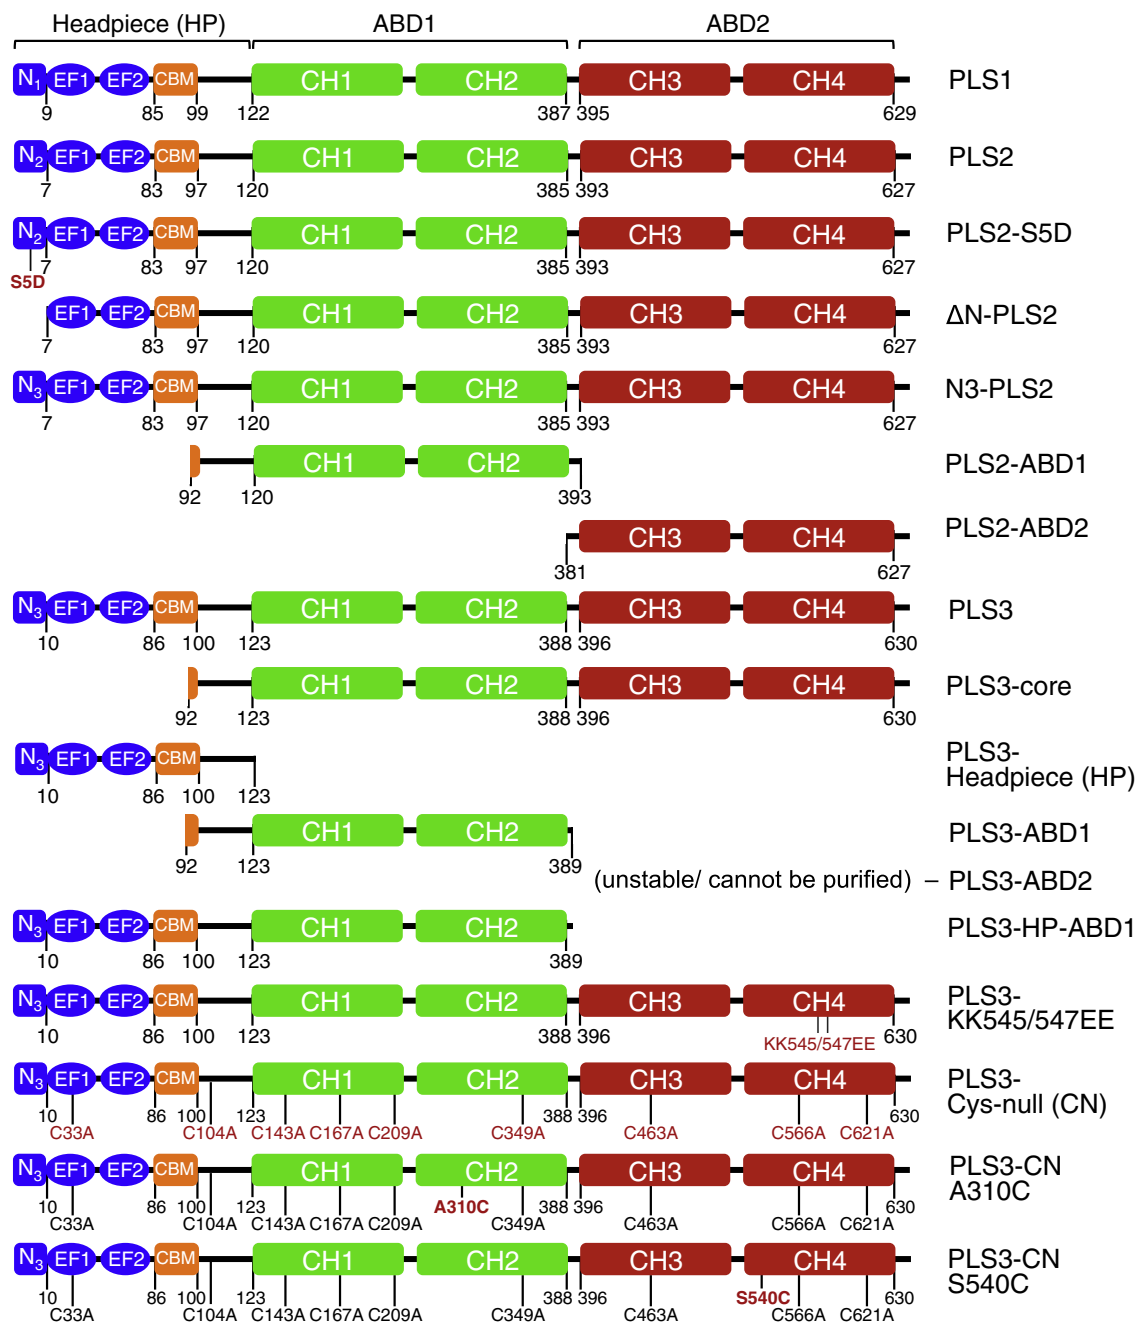 Headpiece (HP) ABD1 ABD2
N1 EF1 EF2 CBM CH1 CH2 CH3 CH4 PLS1
9 85 99 122 387 395 629
N2 EF1 EF2 CBM CH1 CH2 CH3 CH4 PLS2
7 83 97 120 385 393 627
N2 EF1 EF2 CBM CH1 CH2 CH3 CH4 PLS2-S5D
7 83 97 120 385 393 627
S5D
EF1 EF2 CBM CH1 CH2 CH3 CH4 ΔN-PLS2
7 83 97 120 385 393 627
N3 EF1 EF2 CBM CH1 CH2 CH3 CH4 N3-PLS2
7 83 97 120 385 393 627
CH1 CH2 PLS2-ABD1
92 120 393
CH3 CH4 PLS2-ABD2
381 627
N3 EF1 EF2 CBM CH1 CH2 CH3 CH4 PLS3
10 86 100 123 388 396 630
CH1 CH2 CH3 CH4 PLS3-core
92 123 388 396 630
N3 EF1 EF2 CBM PLS3-
Headpiece (HP)
10 86 100 123
CH1 CH2 PLS3-ABD1
92 123 389
(unstable/ cannot be purified) – PLS3-ABD2
N3 EF1 EF2 CBM CH1 CH2 PLS3-HP-ABD1
10 86 100 123 389
N3 EF1 EF2 CBM CH1 CH2 CH3 CH4 PLS3-
KK545/547EE
10 86 100 123 388 396 630
KK545/547EE
N3 EF1 EF2 CBM CH1 CH2 CH3 CH4 PLS3-
Cys-null (CN)
10 86 100 123 388 396 630
C33A C104A C143A C167A C209A C349A C463A C566A C621A
N3 EF1 EF2 CBM CH1 CH2 CH3 CH4 PLS3-CN
A310C
10 86 100 123 A310C 388 396 630
C33A C104A C143A C167A C209A C349A C463A C566A C621A
N3 EF1 EF2 CBM CH1 CH2 CH3 CH4 PLS3-CN
S540C
10 86 100 123 388 396 S540C 630
C33A C104A C143A C167A C209A C349A C463A C566A C621A